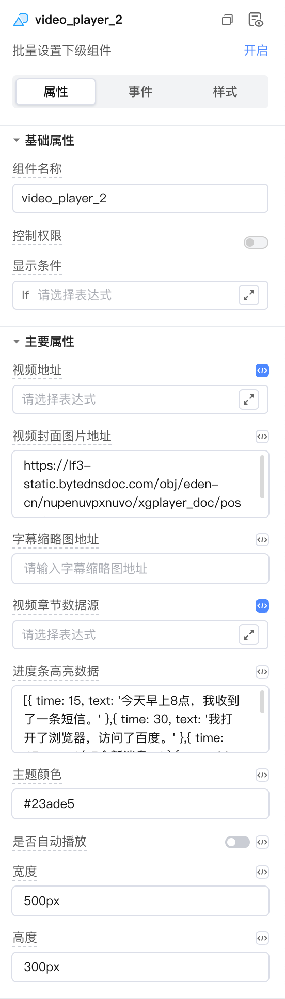 video_player_2
批量设置下级组件 开启
属性 事件 样式
基础属性
组件名称
video_player_2
控制权限
显示条件
If 请选择表达式
主要属性
视频地址
请选择表达式
视频封面图片地址
https://lf3-
static.bytednsdoc.com/obj/eden-
cn/nupenuvpxnuvo/xgplayer_doc/pos
字幕缩略图地址
请输入字幕缩略图地址
视频章节数据源
请选择表达式
进度条高亮数据
[{ time: 15, text: '今天早上8点，我收到
了一条短信。' },{ time: 30, text: '我打
开了浏览器，访问了百度。' },{ time:
主题颜色
#23ade5
是否自动播放
宽度
500px
高度
300px